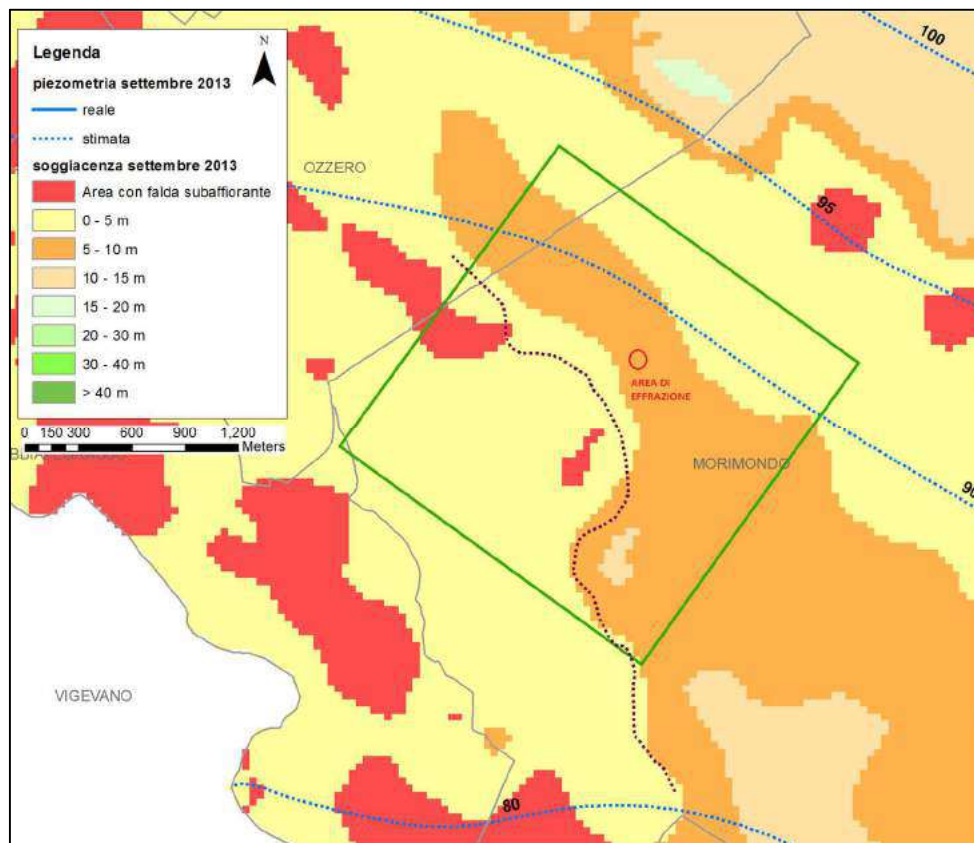 Legenda
N
piezometria settembre 2013
reale
stimata
soggiacenza settembre 2013
Area con falda subaffiorante
0 - 5 m
5 - 10 m
10 - 15 m
15 - 20 m
20 - 30 m
30 - 40 m
> 40 m
0 150 300 600 900 1,200
Meters
100
OZZERO
95
AREA DI
EFFRAZIONE
MORIMONDO
90
VIGEVANO
80